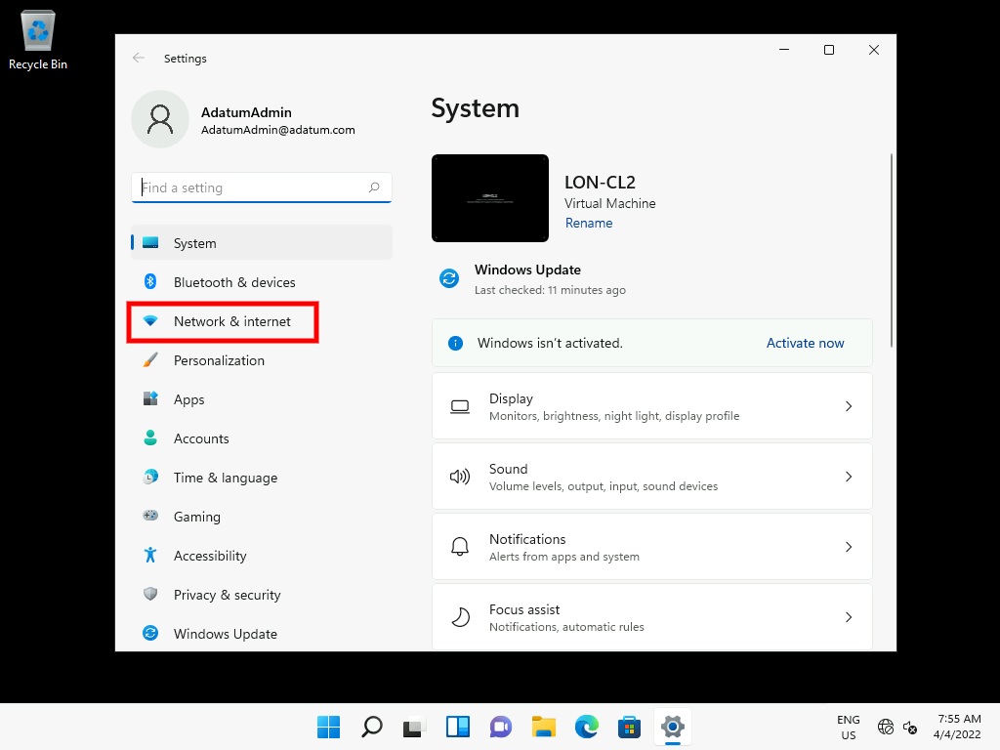 Recycle Bin
Settings
AdatumAdmin
AdatumAdmin@adatum.com
Find a setting
System
Bluetooth & devices
Network & internet
Personalization
Apps
Accounts
Time & language
Gaming
Accessibility
Privacy & security
Windows Update
System
LON-CL2
Virtual Machine
Rename
Windows Update
Last checked: 11 minutes ago
Windows isn't activated.
Activate now
Display
Monitors, brightness, night light, display profile
Sound
Volume levels, output, input, sound devices
Notifications
Alerts from apps and system
Focus assist
Notifications, automatic rules
ENG
US
7:55 AM
4/4/2022